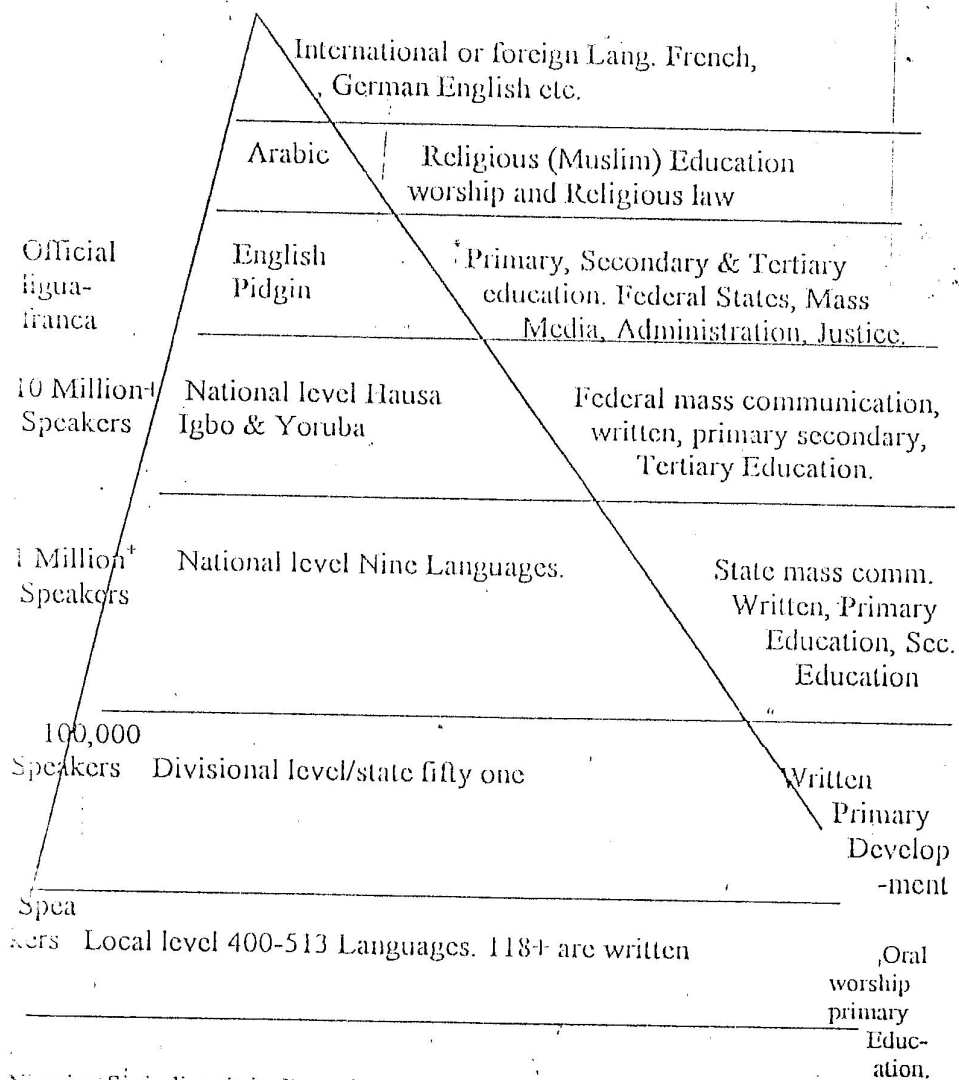 International or foreign Lang. French,
, German English etc.
Arabic
Religious (Muslim) Education
worship and Religious law
Official
ligua-
franca
English
Pidgin
Primary, Secondary & Tertiary
education. Federal States, Mass
Media, Administration, Justice.
10 Million+
Speakers
National level Hausa
Igbo & Yoruba
Federal mass communication,
written, primary secondary,
Tertiary Education.
1 Million+
Speakers
National level Nine Languages.
State mass comm.
Written, Primary
Education, Sec.
Education
100,000
Speakers
Divisional level/state fifty one
Written
Primary
Develop
-ment
Spea
kers
Local level 400-513 Languages. 118+ are written
Oral
worship
primary
Educ-
ation.